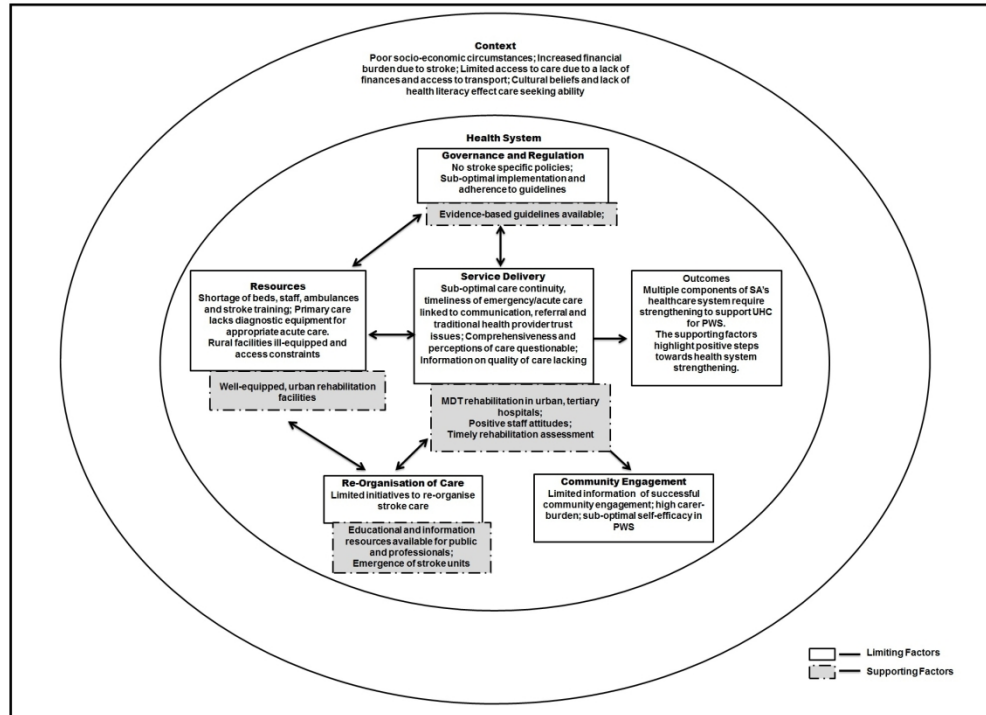 Context
Poor socio-economic circumstances; Increased financial
burden due to stroke; Limited access to care due to a lack of
finances and access to transport; Cultural beliefs and lack of
health literacy effect care seeking ability
Health System
Governance and Regulation
No stroke specific policies;
Sub-optimal implementation and
adherence to guidelines
Evidence-based guidelines available;
Resources
Shortage of beds, staff, ambulances
and stroke training; Primary care
lacks diagnostic equipment for
appropriate acute care.
Rural facilities ill-equipped and
access constraints
Well-equipped, urban rehabilitation
facilities
Service Delivery
Sub-optimal care continuity,
timeliness of emergency/acute care
linked to communication, referral and
traditional health provider trust
issues; Comprehensiveness and
perceptions of care questionable;
Information on quality of care lacking
MDT rehabilitation in urban, tertiary
hospitals;
Positive staff attitudes;
Timely rehabilitation assessment
Outcomes
Multiple components of SA's
healthcare system require
strengthening to support UHC
for PWS.
The supporting factors
highlight positive steps
towards health system
strengthening.
Re-Organisation of Care
Limited initiatives to re-organise
stroke care
Educational and information
resources available for public
and professionals;
Emergence of stroke units
Community Engagement
Limited information of successful
community engagement; high carer-
burden; sub-optimal self-efficacy in
PWS
Limiting Factors
Supporting Factors